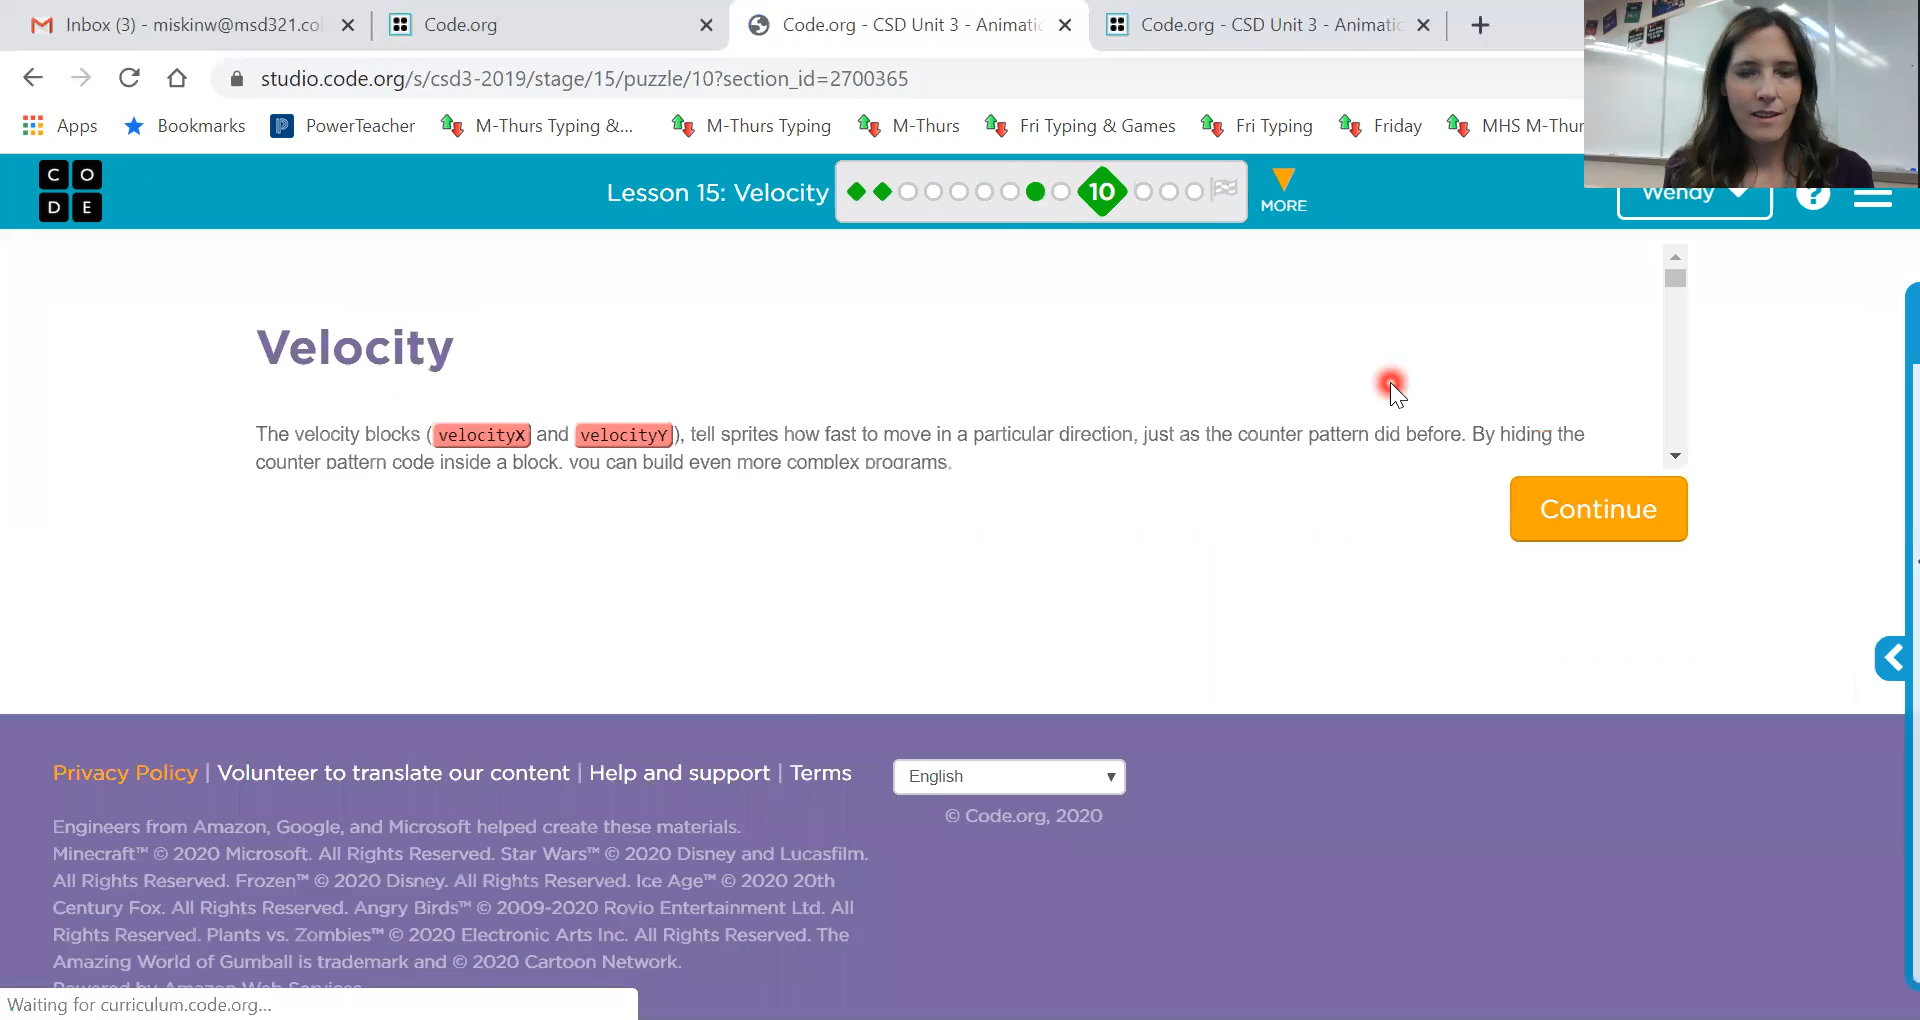 Inbox (3) - miskinw@msd321.co
Code.org
Code.org - CSD Unit 3 - Animatic
Code.org - CSD Unit 3 - Animatic
studio.code.org/s/csd3-2019/stage/15/puzzle/10?section_id=2700365
Apps
Bookmarks
PowerTeacher
M-Thurs Typing &...
M-Thurs Typing
M-Thurs
Fri Typing & Games
Fri Typing
Friday
MHS M-Thur
C O
D E
Lesson 15: Velocity
10
MORE
Wendy
?
Velocity
The velocity blocks (velocityX and velocityY), tell sprites how fast to move in a particular direction, just as the counter pattern did before. By hiding the
counter pattern code inside a block, you can build even more complex programs.
Continue
Privacy Policy | Volunteer to translate our content | Help and support | Terms
English
© Code.org, 2020
Engineers from Amazon, Google, and Microsoft helped create these materials.
Minecraft™ © 2020 Microsoft. All Rights Reserved. Star Wars™ © 2020 Disney and Lucasfilm.
All Rights Reserved. Frozen™ © 2020 Disney. All Rights Reserved. Ice Age™ © 2020 20th
Century Fox. All Rights Reserved. Angry Birds™ © 2009-2020 Rovio Entertainment Ltd. All
Rights Reserved. Plants vs. Zombies™ © 2020 Electronic Arts Inc. All Rights Reserved. The
Amazing World of Gumball is trademark and © 2020 Cartoon Network.
Powered by Amazon Web Services
Waiting for curriculum.code.org...